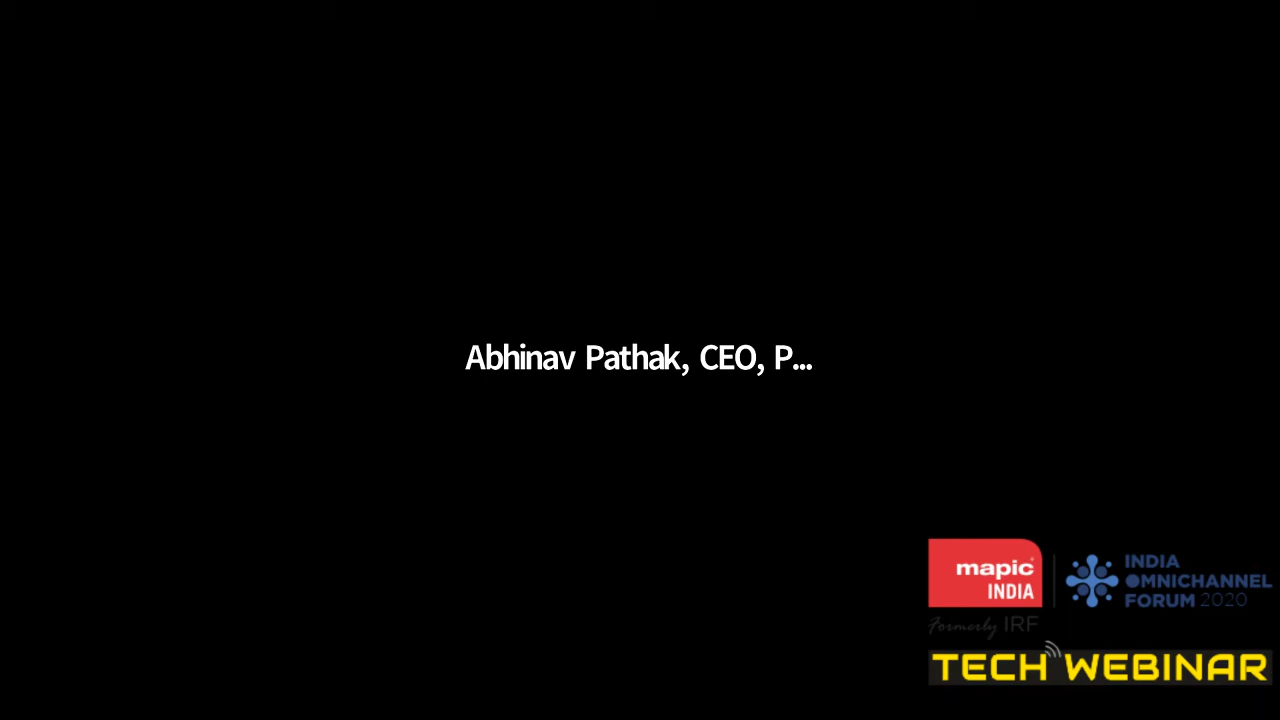 Abhinav Pathak, CEO, P...
mapic
INDIA
INDIA
OMNICHANNEL
FORUM 2020
Formerly IRF
TECH WEBINAR